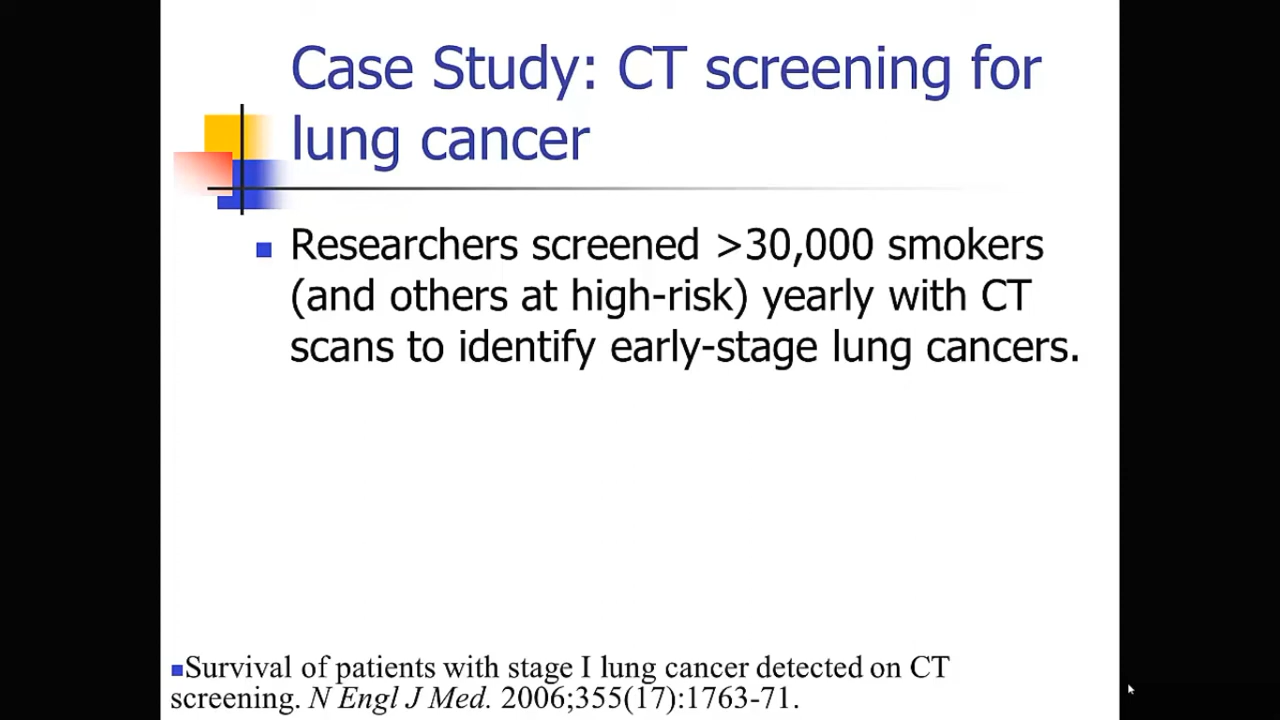 Case Study: CT screening for
lung cancer
Researchers screened >30,000 smokers
(and others at high-risk) yearly with CT
scans to identify early-stage lung cancers.
Survival of patients with stage I lung cancer detected on CT
screening. N Engl J Med. 2006;355(17):1763-71.